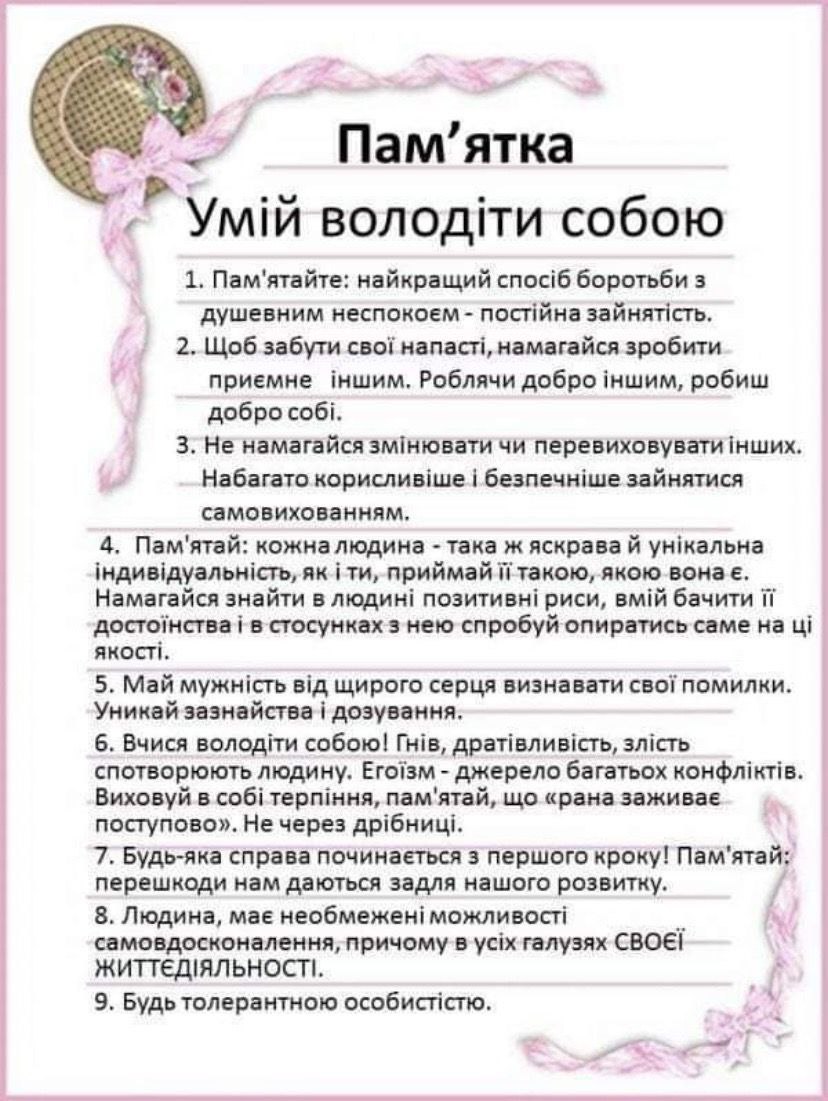 Пам’ятка
Умій володіти собою
1. Пам'ятайте: найкращий спосіб боротьби з
душевним неспокоєм - постійна зайнятість.
2. Щоб забути свої напасті, намагайся зробити
приємне іншим. Роблячи добро іншим, робиш
добро собі.
3. Не намагайся змінювати чи перевиховувати інших.
Набагато корисливіше і безпечніше зайнятися
самовихованням.
4. Пам'ятай: кожна людина - така ж яскрава й унікальна
індивідуальність, як і ти, приймай її такою, якою вона є.
Намагайся знайти в людині позитивні риси, вмій бачити її
достоїнства і в стосунках з нею спробуй опиратись саме на ці
якості.
5. Май мужність від щирого серця визнавати свої помилки.
Уникай зазнайства і дозування.
6. Вчися володіти собою! Гнів, дратівливість, злість
спотворюють людину. Егоїзм - джерело багатьох конфліктів.
Виховуй в собі терпіння, пам'ятай, що «рана заживає
поступово». Не через дрібниці.
7. Будь-яка справа починається з першого кроку! Пам'ятай:
перешкоди нам даються задля нашого розвитку.
8. Людина, має необмежені можливості
самовдосконалення, причому в усіх галузях СВОЄЇ
ЖИТТЄДІЯЛЬНОСТІ.
9. Будь толерантною особистістю.